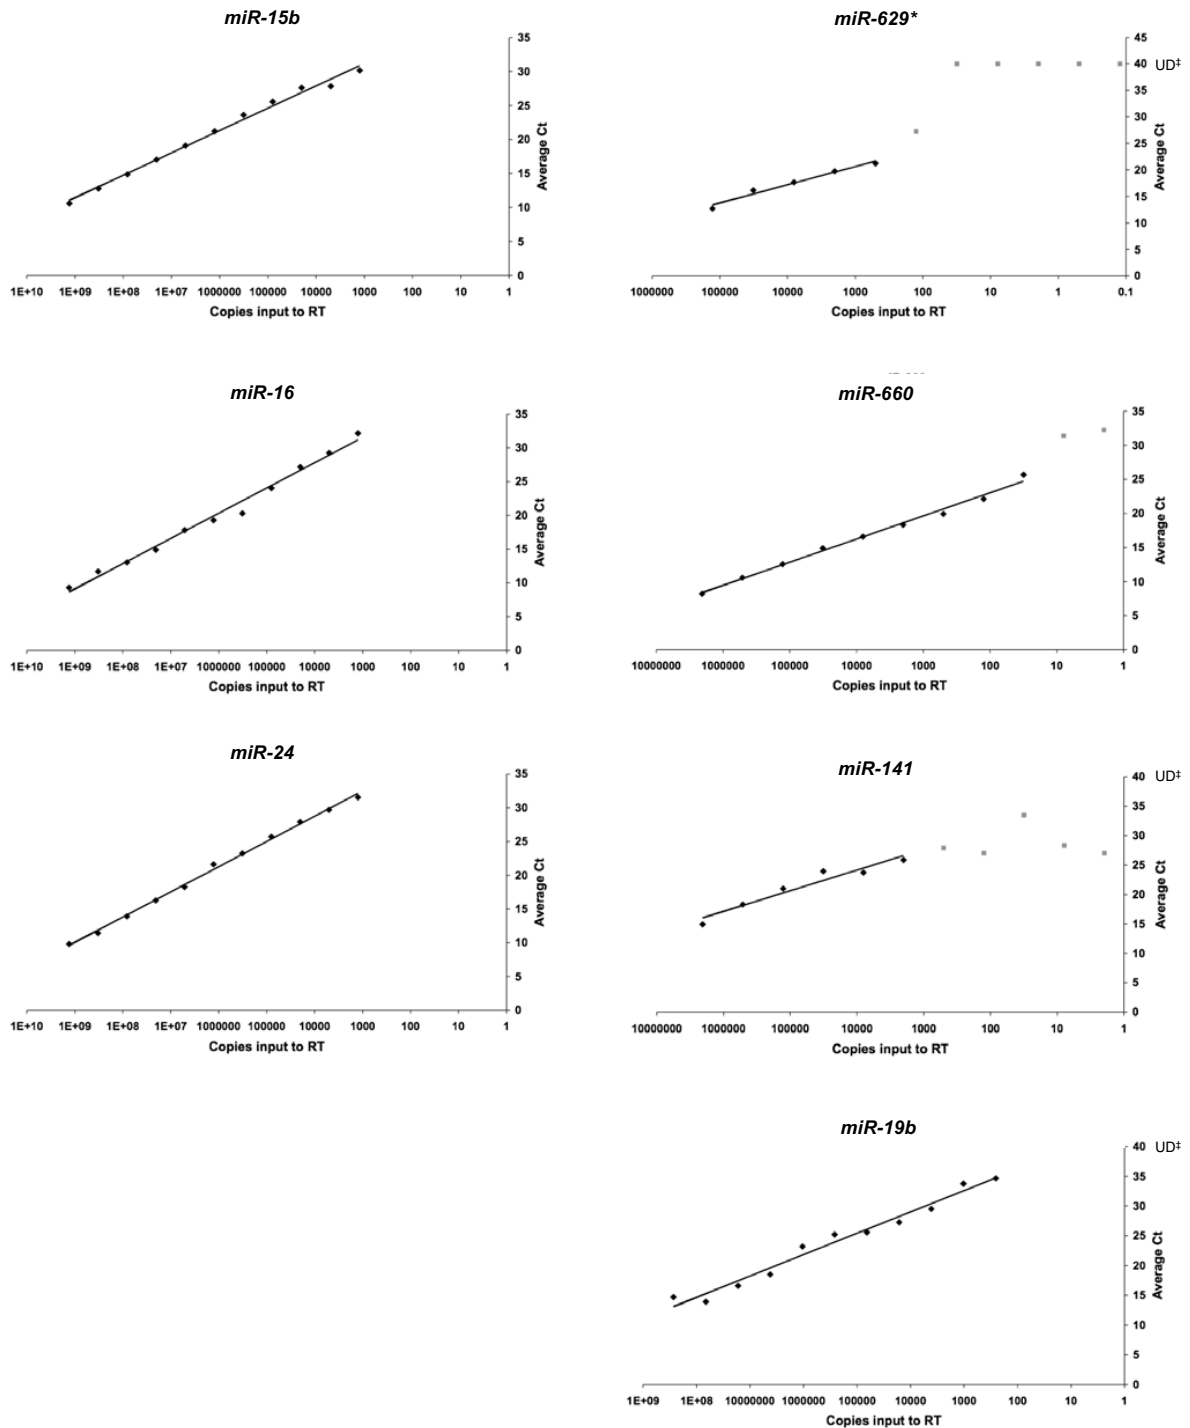 miR-15b
35
30
25
20
15
10
5
0
Average Ct
1E+10 1E+09 1E+08 1E+07 1000000 100000 10000 1000 100 10 1
Copies input to RT
miR-629*
45
40 UD‡
35
30
25
20
15
10
5
0
Average Ct
1000000 100000 10000 1000 100 10 1 0.1
Copies input to RT
miR-16
35
30
25
20
15
10
5
0
Average Ct
1E+10 1E+09 1E+08 1E+07 1000000 100000 10000 1000 100 10 1
Copies input to RT
miR-660
35
30
25
20
15
10
5
0
Average Ct
10000000 1000000 100000 10000 1000 100 10 1
Copies input to RT
miR-24
35
30
25
20
15
10
5
0
Average Ct
1E+10 1E+09 1E+08 1E+07 1000000 100000 10000 1000 100 10 1
Copies input to RT
miR-141
40 UD‡
35
30
25
20
15
10
5
0
Average Ct
10000000 1000000 100000 10000 1000 100 10 1
Copies input to RT
miR-19b
40 UD‡
35
30
25
20
15
10
5
0
Average Ct
1E+09 1E+08 10000000 1000000 100000 10000 1000 100 10 1
Copies input to RT